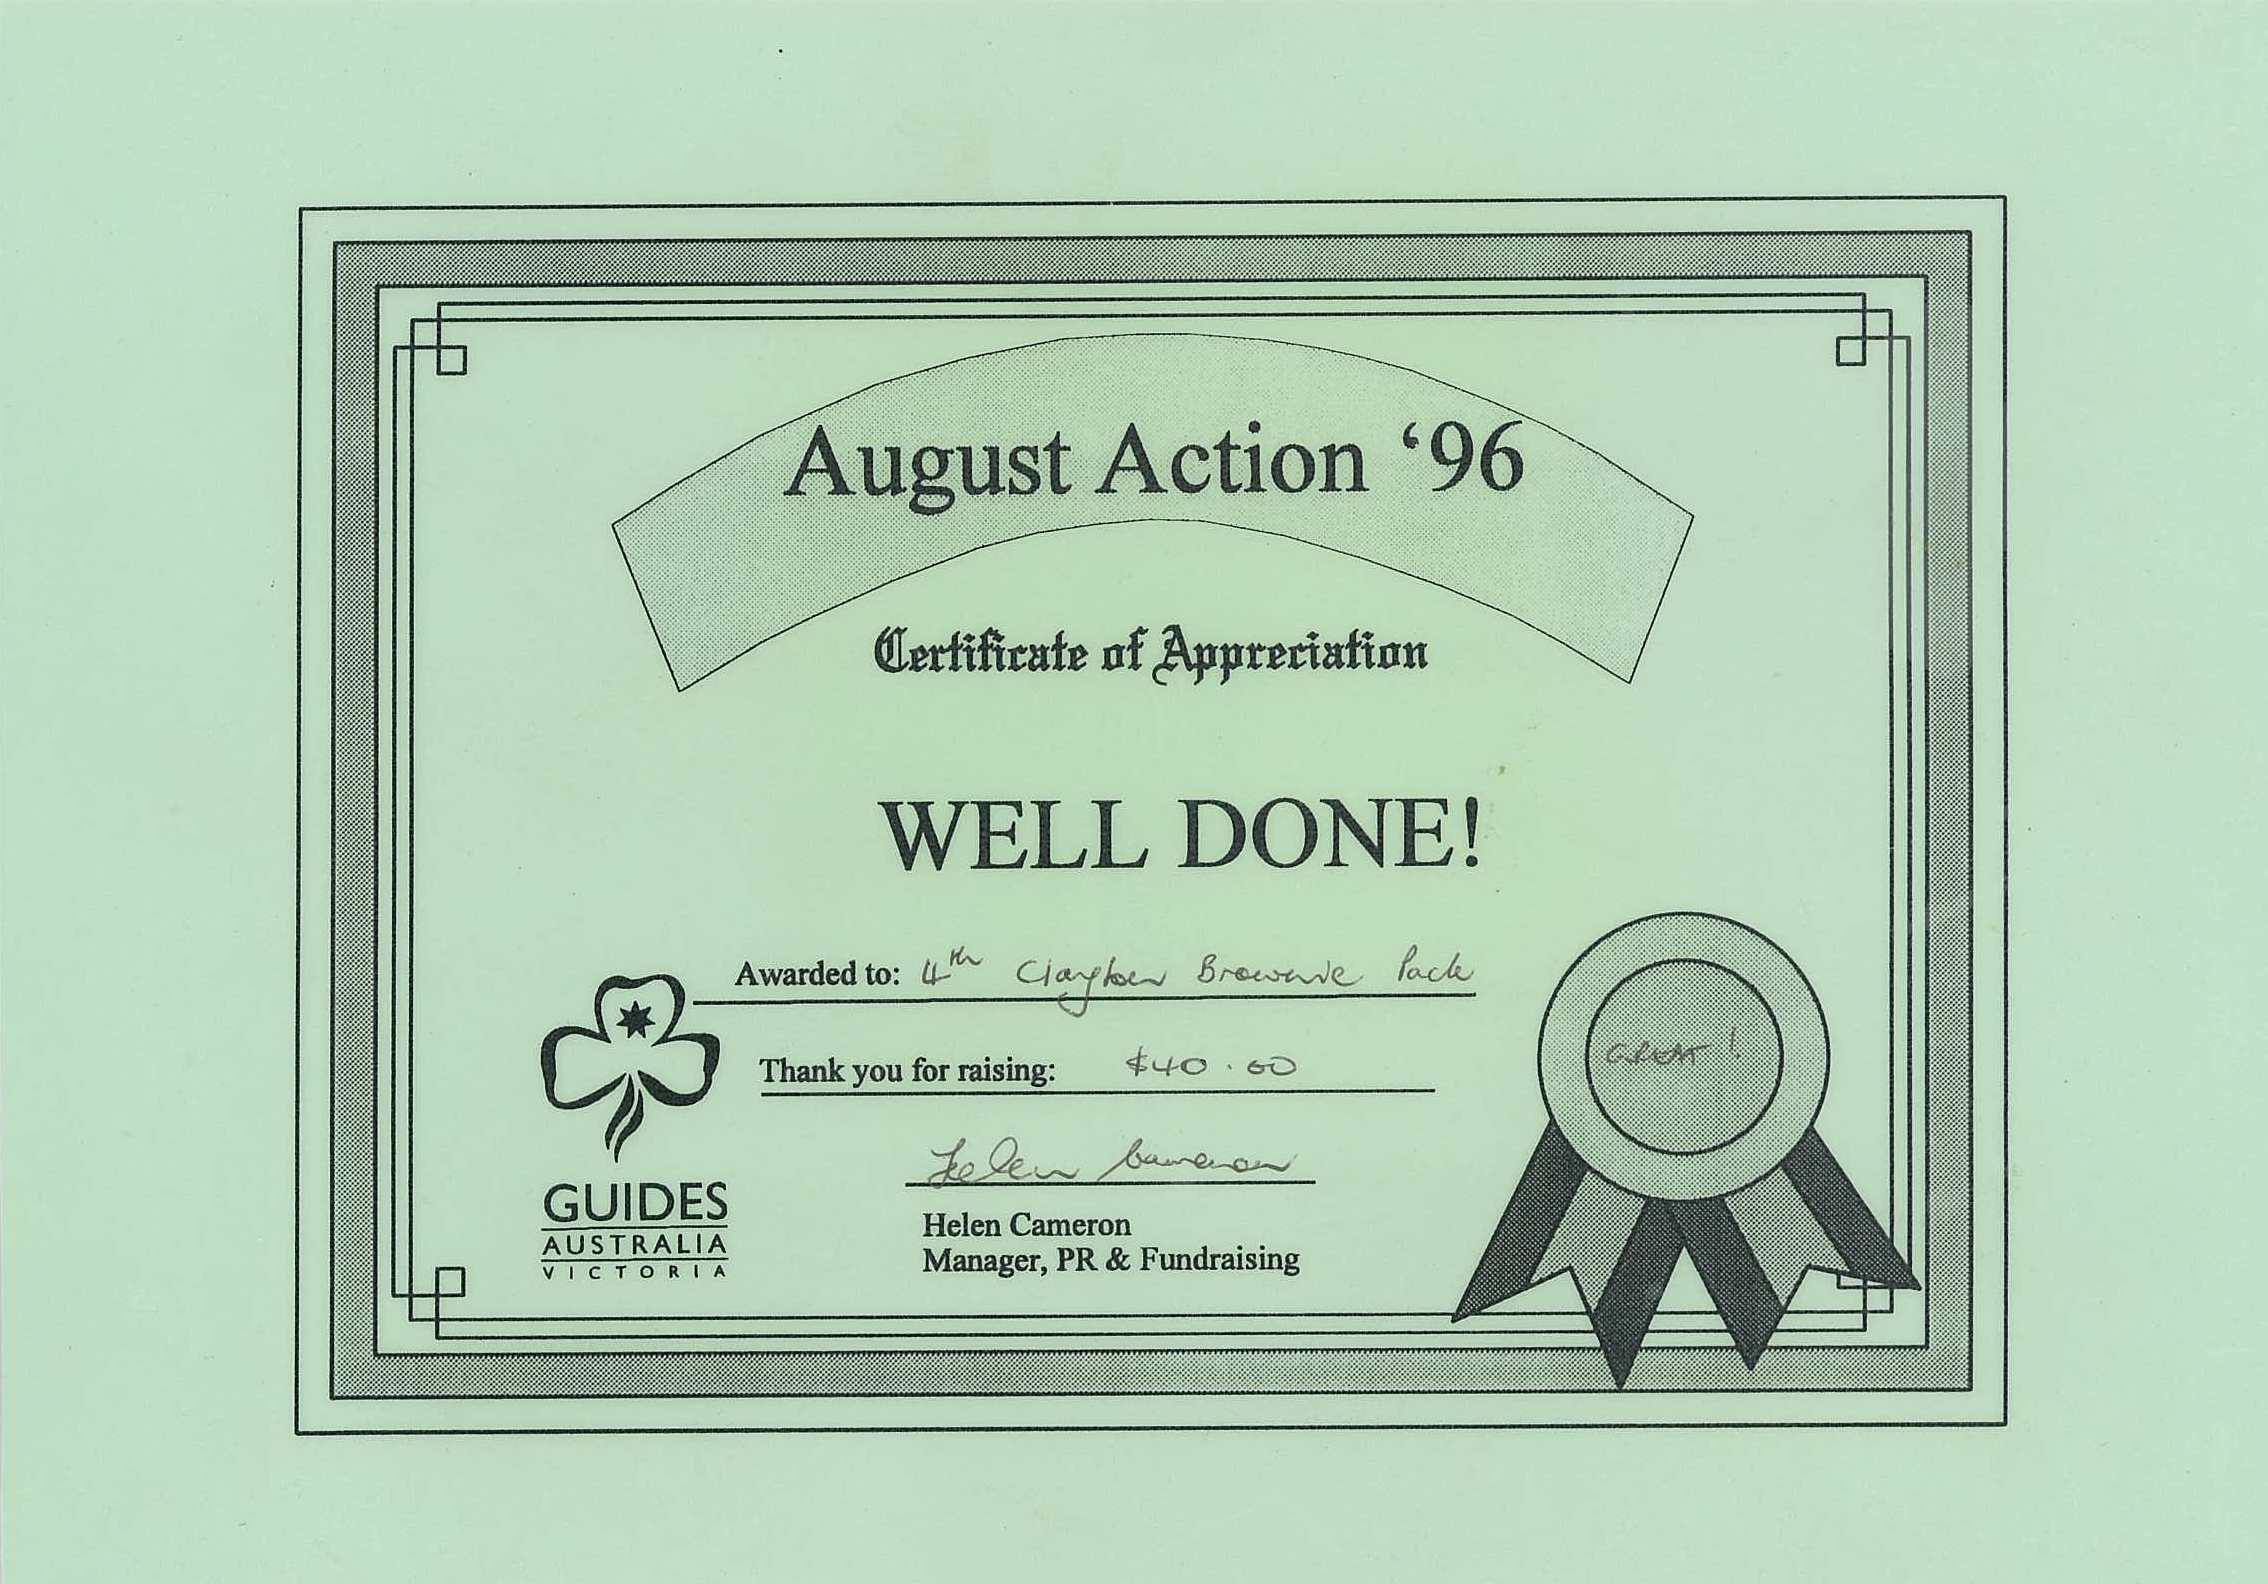 August Action ‘96
Certificate of Appreciation
WELL DONE!
Awarded to: 4th Clayton Brownie Pack
Thank you for raising: $40.00
GREAT!
Helen Cameron
Helen Cameron
Manager, PR & Fundraising
GUIDES
AUSTRALIA
VICTORIA